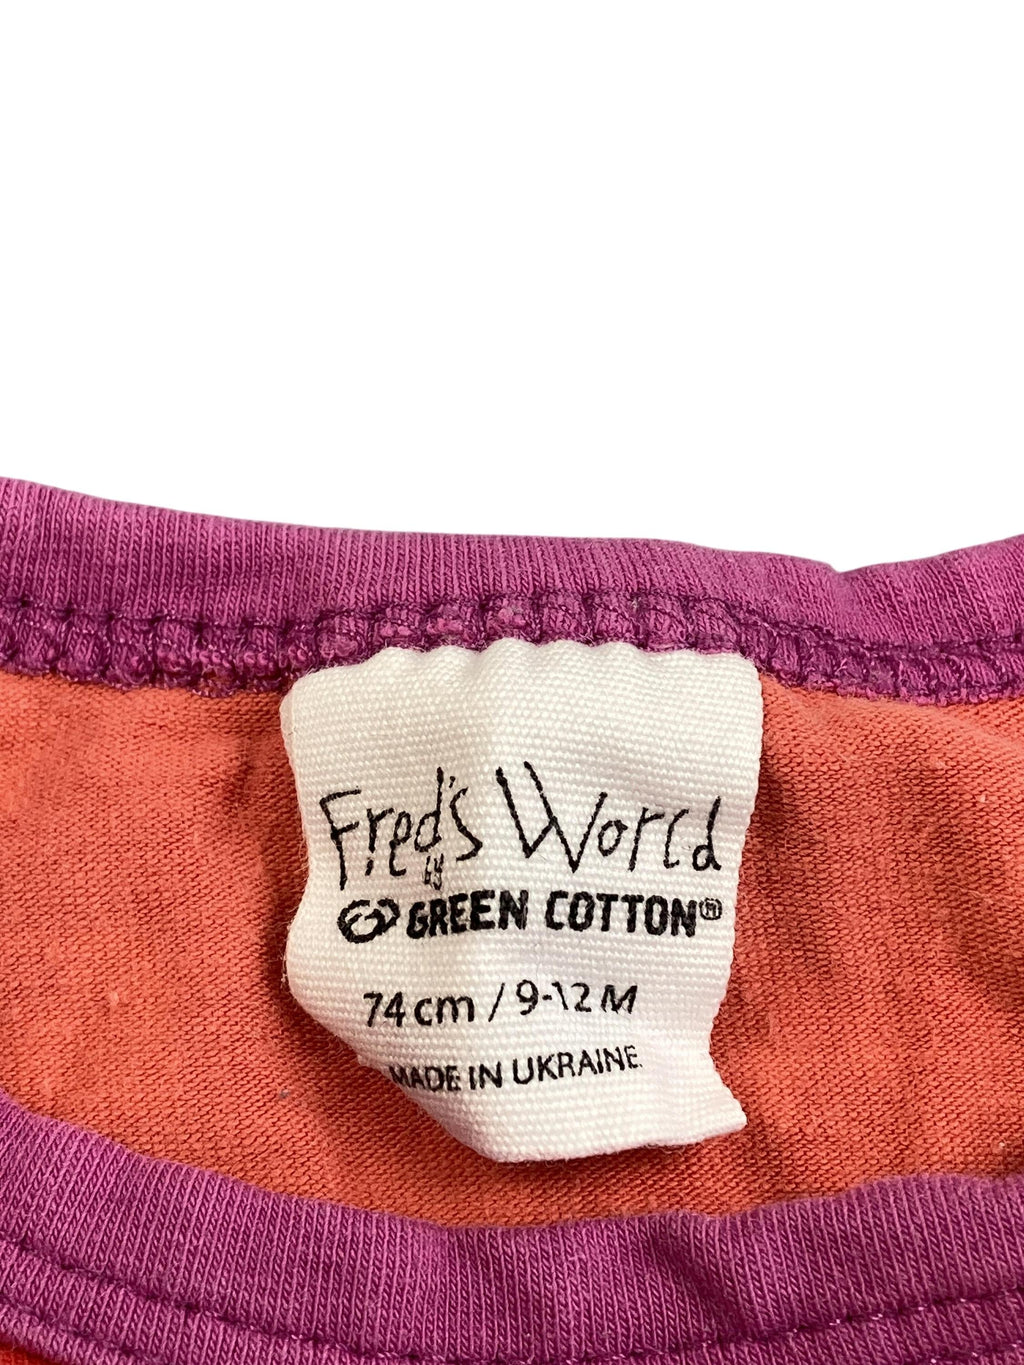 Fred's World
by
GREEN COTTON®
74 cm / 9-12 M
MADE IN UKRAINE